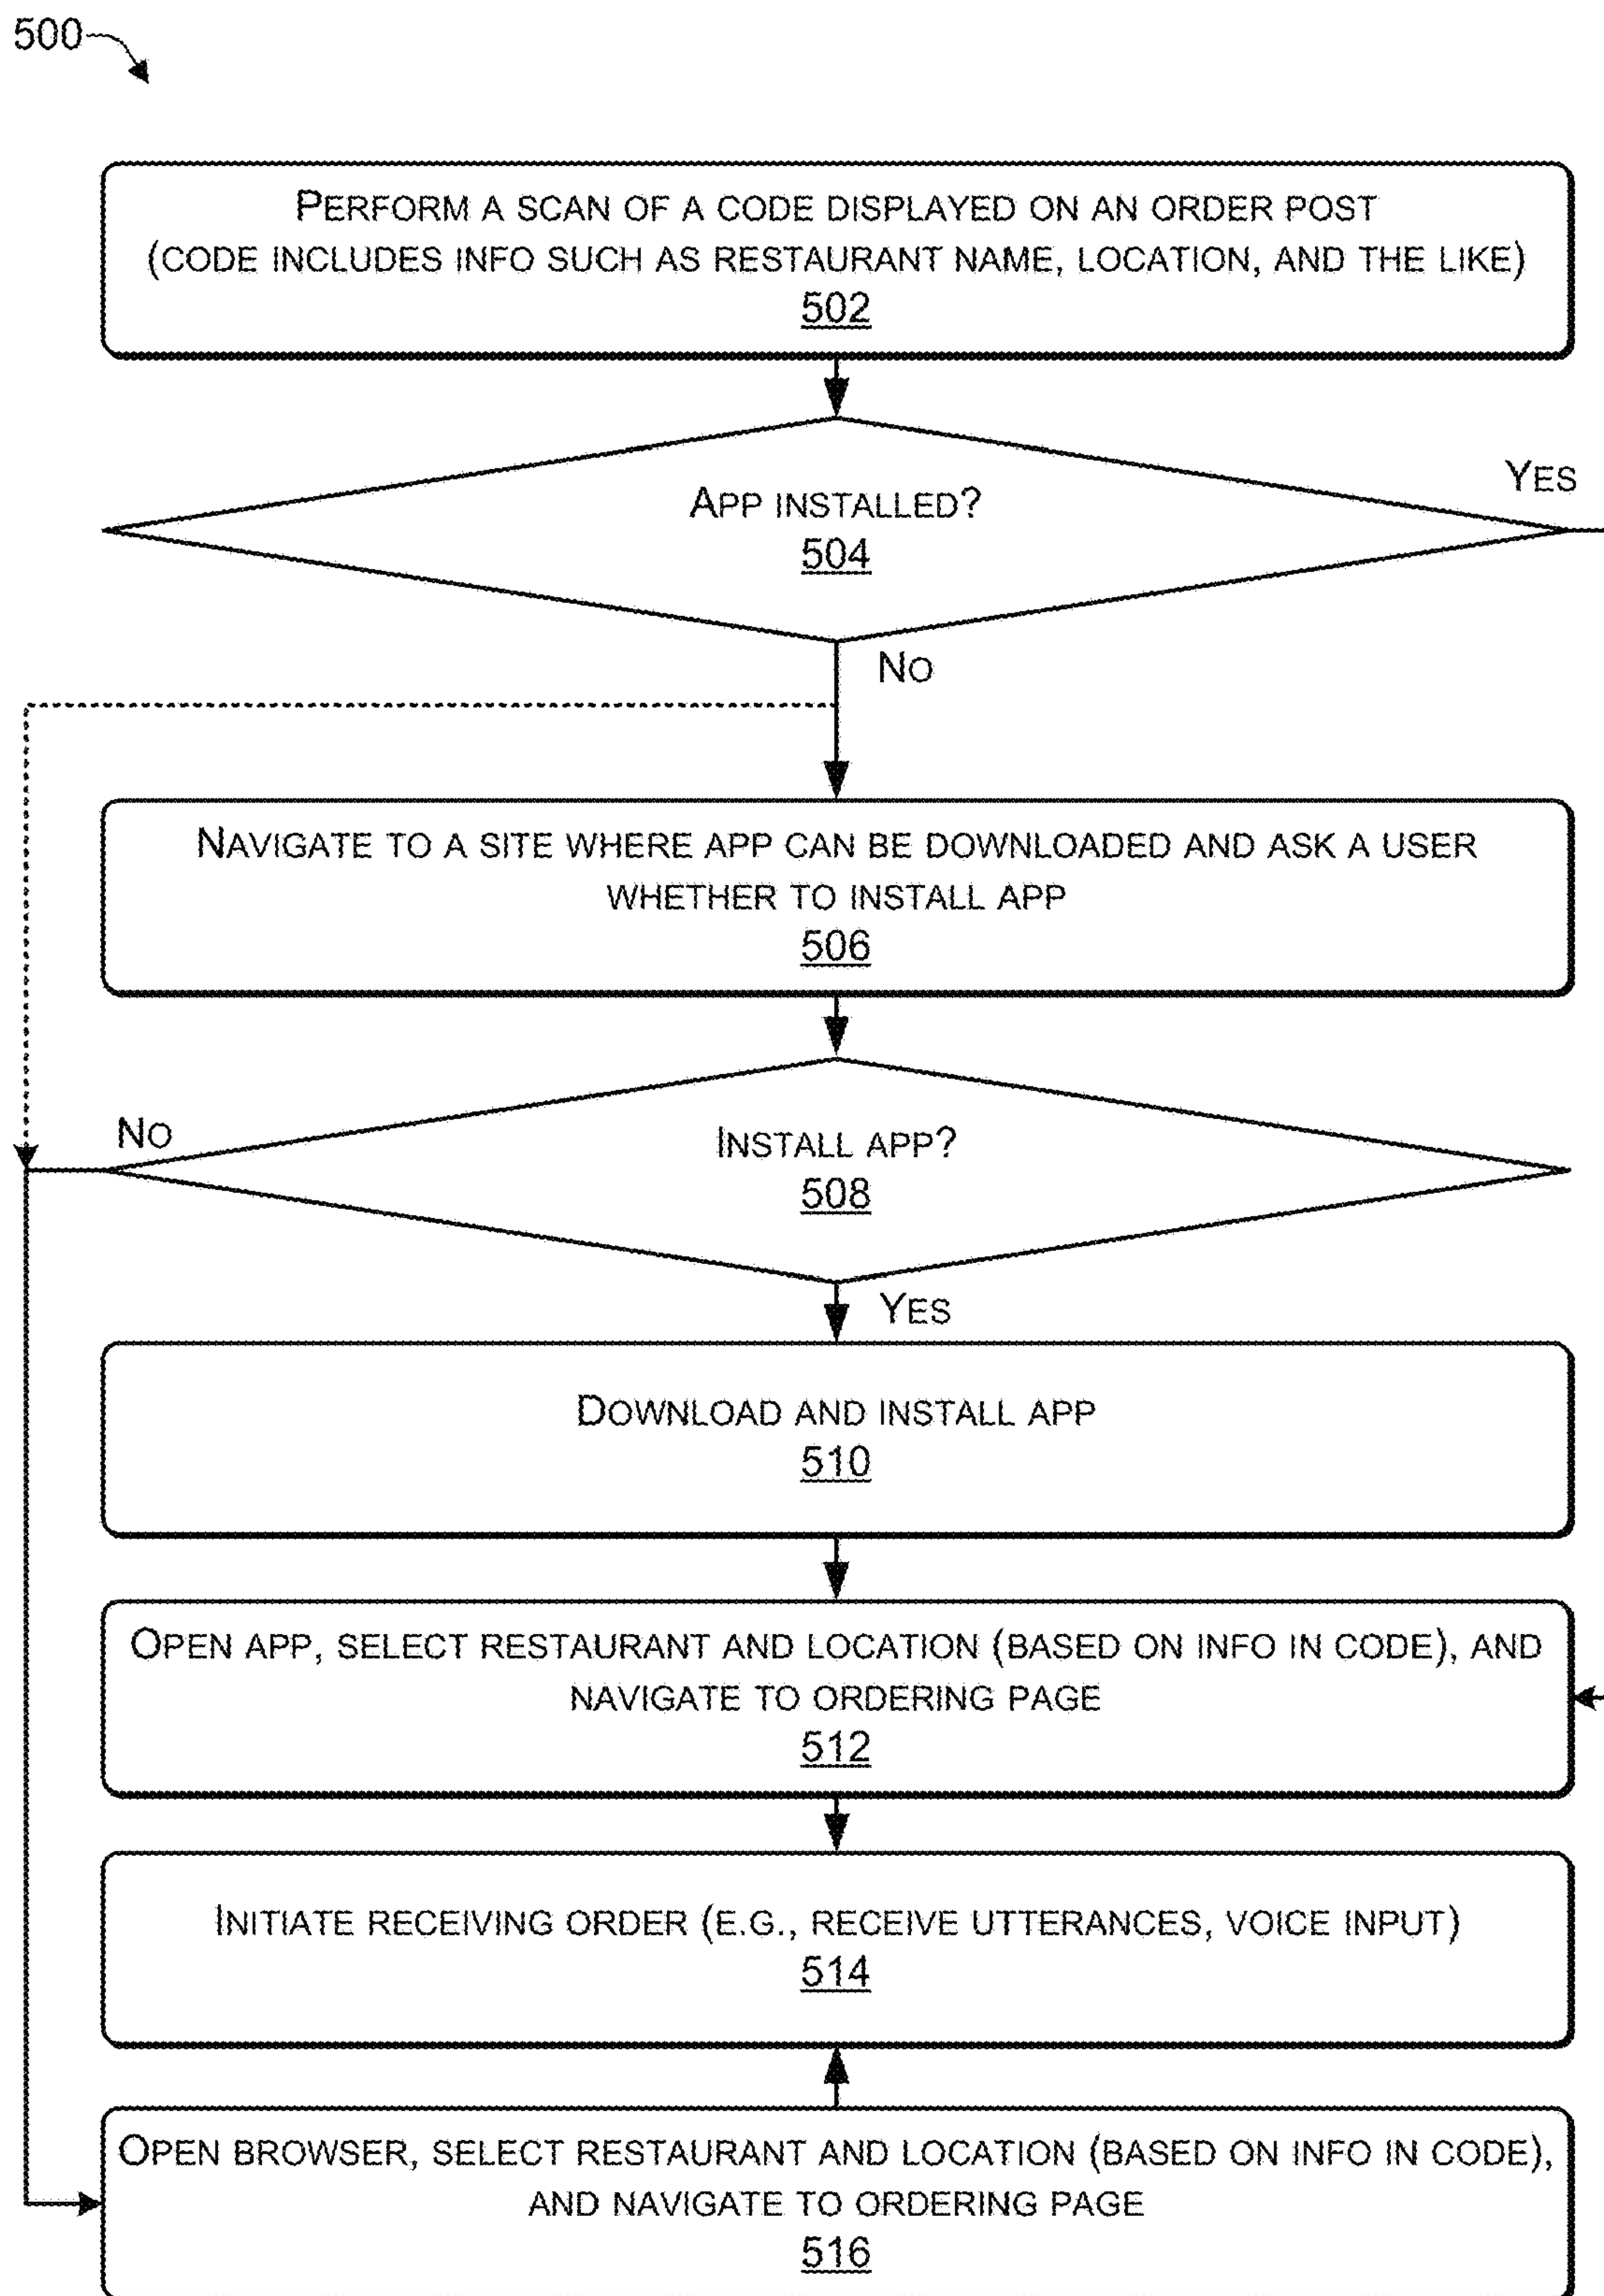 500
PERFORM A SCAN OF A CODE DISPLAYED ON AN ORDER POST
(CODE INCLUDES INFO SUCH AS RESTAURANT NAME, LOCATION, AND THE LIKE)
502
YES
APP INSTALLED?
504
NO
NAVIGATE TO A SITE WHERE APP CAN BE DOWNLOADED AND ASK A USER
WHETHER TO INSTALL APP
506
NO
INSTALL APP?
508
YES
DOWNLOAD AND INSTALL APP
510
OPEN APP, SELECT RESTAURANT AND LOCATION (BASED ON INFO IN CODE), AND
NAVIGATE TO ORDERING PAGE
512
INITIATE RECEIVING ORDER (E.G., RECEIVE UTTERANCES, VOICE INPUT)
514
OPEN BROWSER, SELECT RESTAURANT AND LOCATION (BASED ON INFO IN CODE),
AND NAVIGATE TO ORDERING PAGE
516